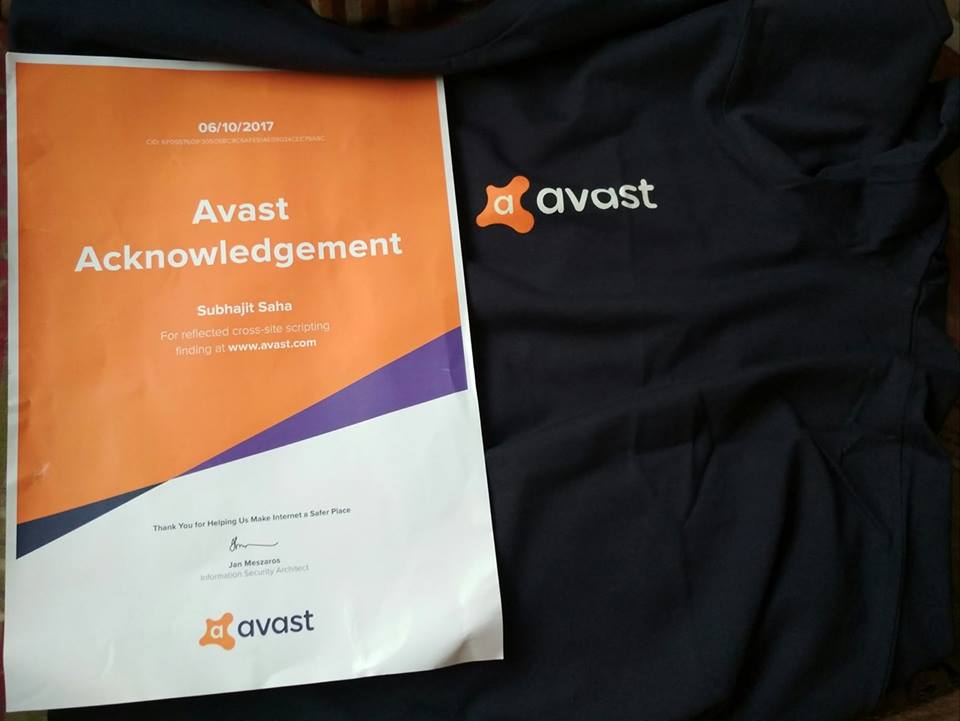 06/10/2017
Avast
Acknowledgement
Subhajit Saha
For reflected cross-site scripting
finding at www.avast.com
Thank You for Helping Us Make Internet a Safer Place
Jan Meszaros
Information Security Architect
a avast
a avast